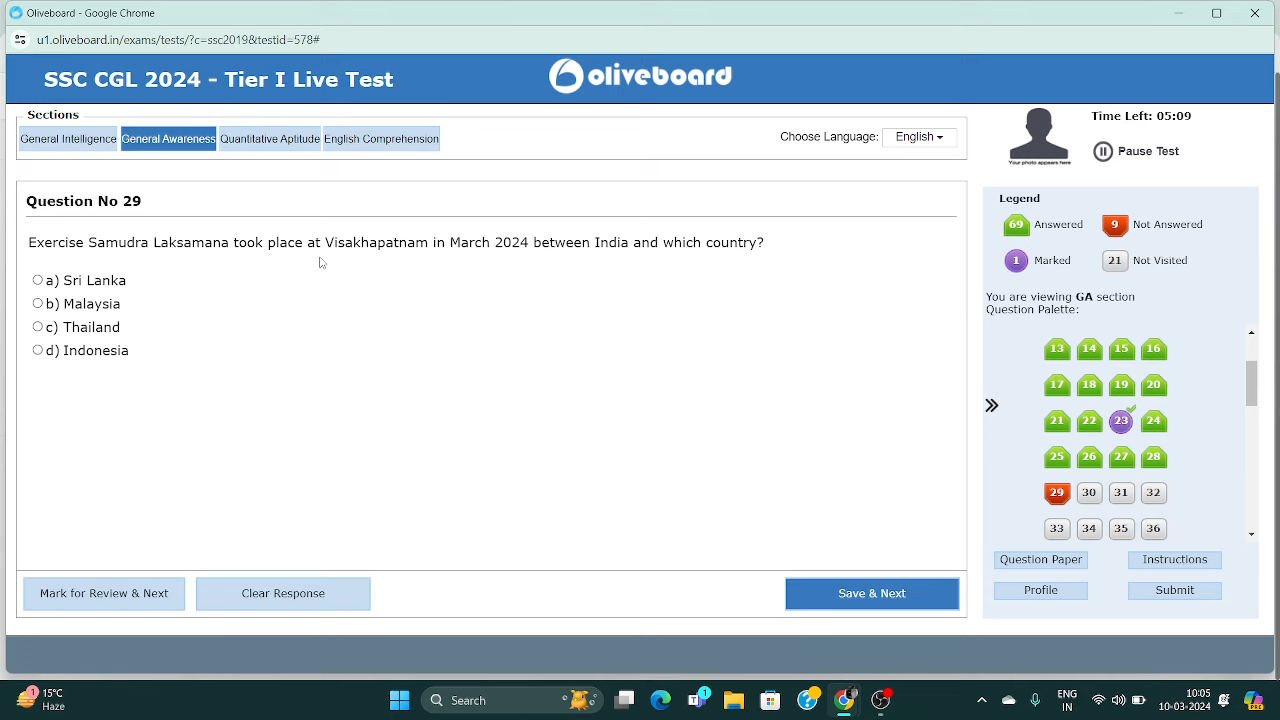 Oliveboard - Google Chrome
u1.oliveboard.in/exams/tests/?c=ssc2019&testid=578#
SSC CGL 2024 - Tier I Live Test
oliveboard
Sections
General Intelligence General Awareness Quantitative Aptitude English Comprehension
Choose Language: English
Your photo appears here
Time Left: 05:09
Pause Test
Question No 29
Exercise Samudra Laksamana took place at Visakhapatnam in March 2024 between India and which country?
a) Sri Lanka
b) Malaysia
c) Thailand
d) Indonesia
Mark for Review & Next Clear Response Save & Next
Legend
69 Answered 9 Not Answered
1 Marked 21 Not Visited
You are viewing GA section
Question Palette:
13 14 15 16
17 18 19 20
21 22 23 24
25 26 27 28
29 30 31 32
33 34 35 36
Question Paper Instructions
Profile Submit
15°C
Haze
Search
1
ENG
IN
10:05
10-03-2024